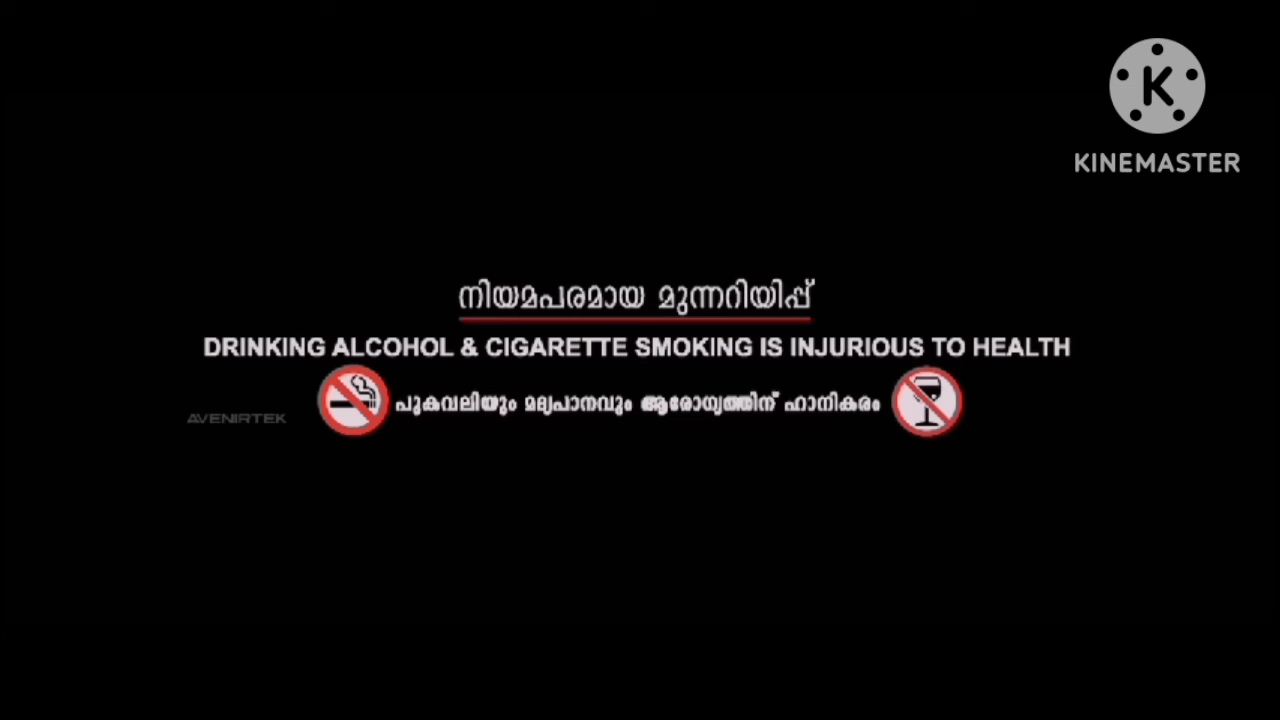 K
KINEMASTER
നിയമപരമായ മുന്നറിയിപ്പ്
DRINKING ALCOHOL & CIGARETTE SMOKING IS INJURIOUS TO HEALTH
പുകവലിയും മദ്യപാനവും ആരോഗ്യത്തിന് ഹാനികരം
AVENIRTEK